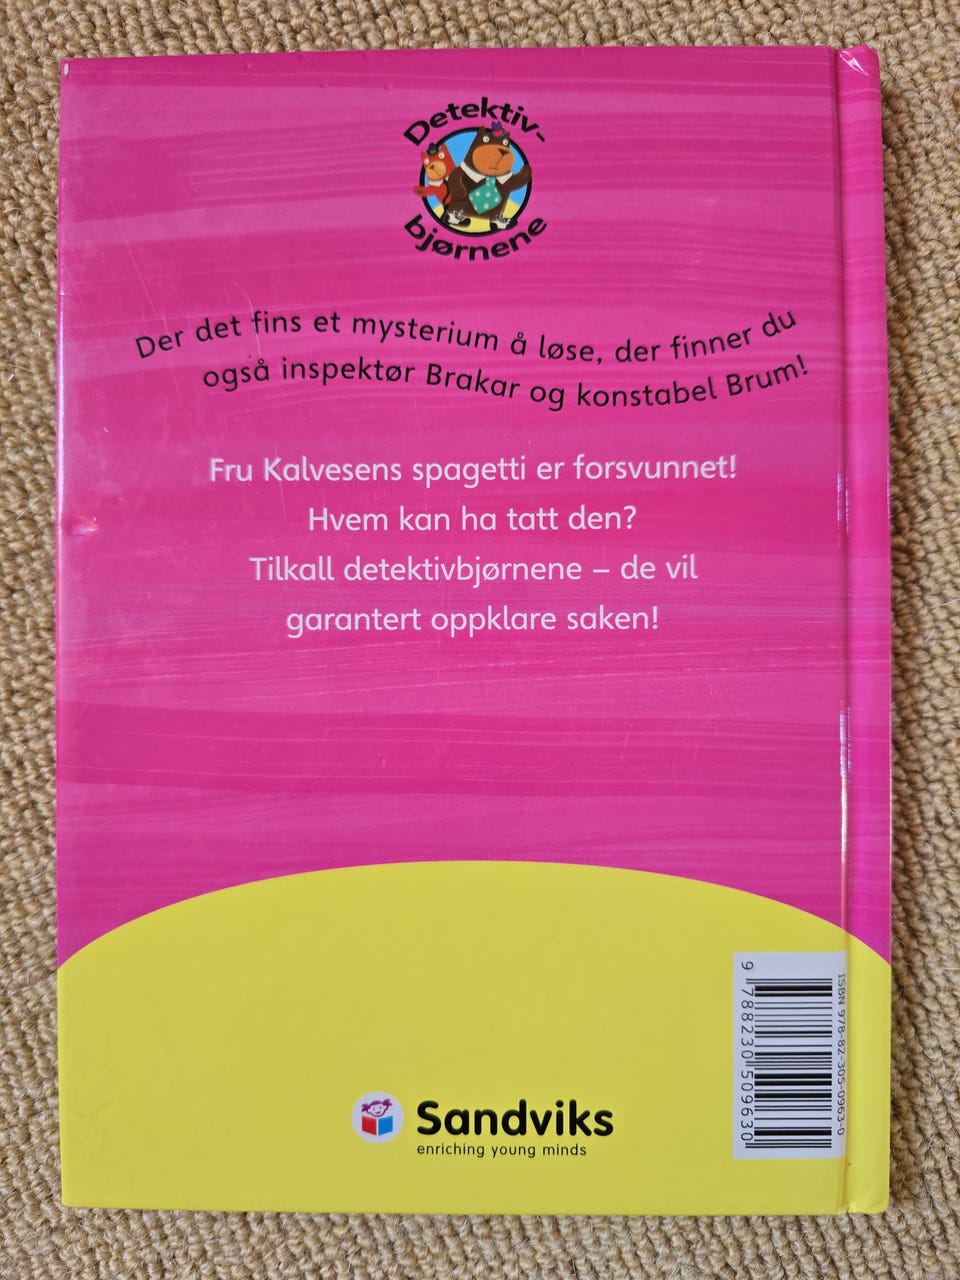 Detektiv-
bjørnene
Der det fins et mysterium å løse, der finner du
også inspektør Brakar og konstabel Brum!
Fru Kalvesens spagetti er forsvunnet!
Hvem kan ha tatt den?
Tilkall detektivbjørnene – de vil
garantert oppklare saken!
ISBN 978-82-305-0963-0
9 788230 509630
Sandviks
enriching young minds